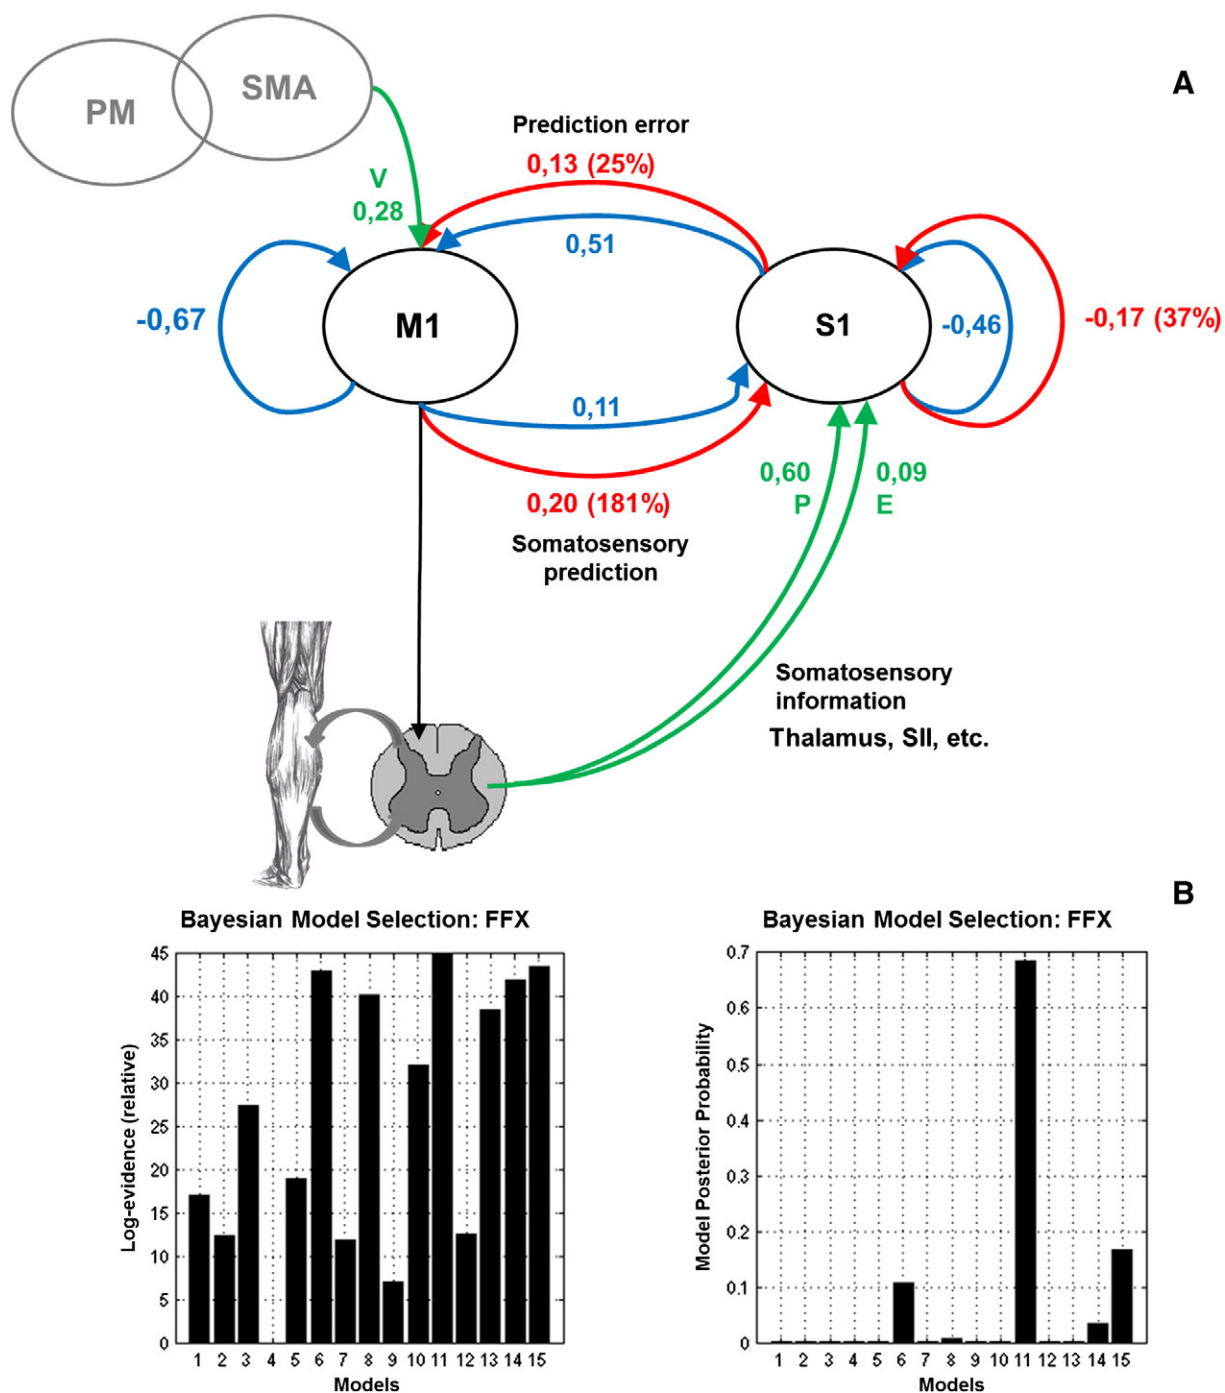 A
PM
SMA
Prediction error
0,13 (25%)
V
0,28
0,51
-0,67
M1
S1
-0,46
-0,17 (37%)
0,11
0,60
0,09
P
E
0,20 (181%)
Somatosensory
prediction
Somatosensory
information
Thalamus, SII, etc.
B
Bayesian Model Selection: FFX
45
40
35
30
25
20
15
10
5
0
Log-evidence (relative)
1 2 3 4 5 6 7 8 9 10 11 12 13 14 15
Models
Bayesian Model Selection: FFX
0.7
0.6
0.5
0.4
0.3
0.2
0.1
0
Model Posterior Probability
1 2 3 4 5 6 7 8 9 10 11 12 13 14 15
Models